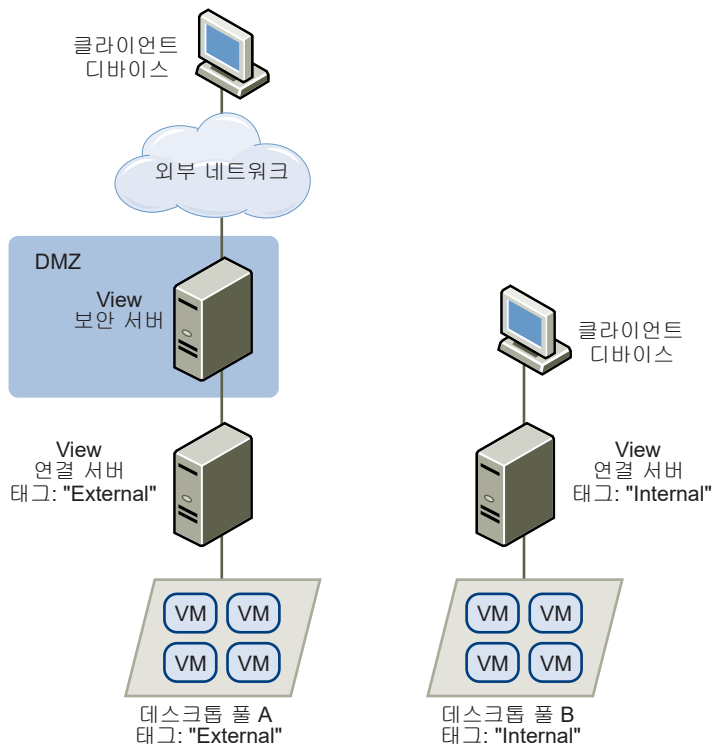 클라이언트
디바이스
외부 네트워크
DMZ
View
보안 서버
클라이언트
디바이스
View
연결 서버
태그: "External"
View
연결 서버
태그: "Internal"
VM VM
VM VM
데스크톱 풀 A
태그: "External"
VM VM
VM VM
데스크톱 풀 B
태그: "Internal"